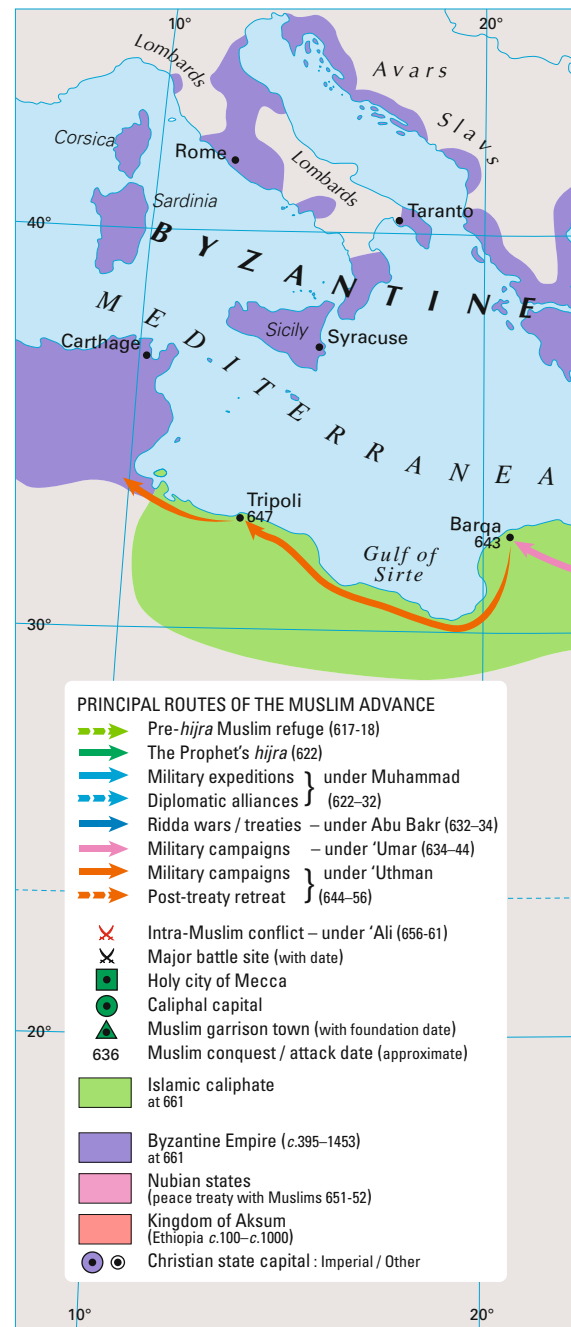 10°
20°
Lombards
Avars
Slavs
Corsica
Rome
Lombards
Sardinia
Taranto
40°
BYZANTINE
MEDITERRANEA
Sicily
Syracuse
Carthage
Tripoli
647
Barqa
643
Gulf of
Sirte
30°
PRINCIPAL ROUTES OF THE MUSLIM ADVANCE
Pre-hijra Muslim refuge (617-18)
The Prophet's hijra (622)
Military expeditions } under Muhammad
Diplomatic alliances (622–32)
Ridda wars / treaties – under Abu Bakr (632–34)
Military campaigns – under ‘Umar (634–44)
Military campaigns } under ‘Uthman
Post-treaty retreat (644–56)
Intra-Muslim conflict – under ‘Ali (656-61)
Major battle site (with date)
Holy city of Mecca
Caliphal capital
Muslim garrison town (with foundation date)
636 Muslim conquest / attack date (approximate)
20°
Islamic caliphate
at 661
Byzantine Empire (c.395–1453)
at 661
Nubian states
(peace treaty with Muslims 651-52)
Kingdom of Aksum
(Ethiopia c.100–c.1000)
Christian state capital : Imperial / Other
10°
20°